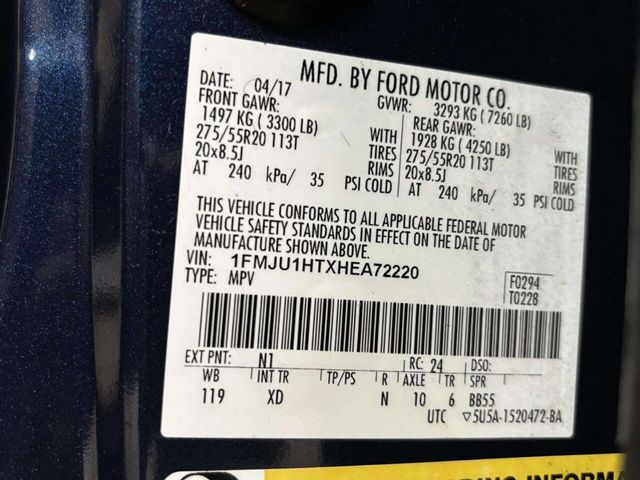 MFD. BY FORD MOTOR CO.
DATE: 04/17 GVWR: 3293 KG ( 7260 LB)
FRONT GAWR: REAR GAWR:
1497 KG ( 3300 LB) WITH 1928 KG ( 4250 LB) WITH
275/55R20 113T TIRES 275/55R20 113T TIRES
20x8.5J RIMS 20x8.5J RIMS
AT 240 kPa/ 35 PSI COLD AT 240 kPa/ 35 PSI COLD
THIS VEHICLE CONFORMS TO ALL APPLICABLE FEDERAL MOTOR
VEHICLE SAFETY STANDARDS IN EFFECT ON THE DATE OF
MANUFACTURE SHOWN ABOVE.
VIN: 1FMJU1HTXHEA72220
TYPE: MPV F0294
T0228
EXT PNT: N1 RC: 24 DSO:
WB INT TR TP/PS R AXLE TR SPR
119 XD N 10 6 BB55
UTC ▽5U5A-1520472-BA
INFORMA